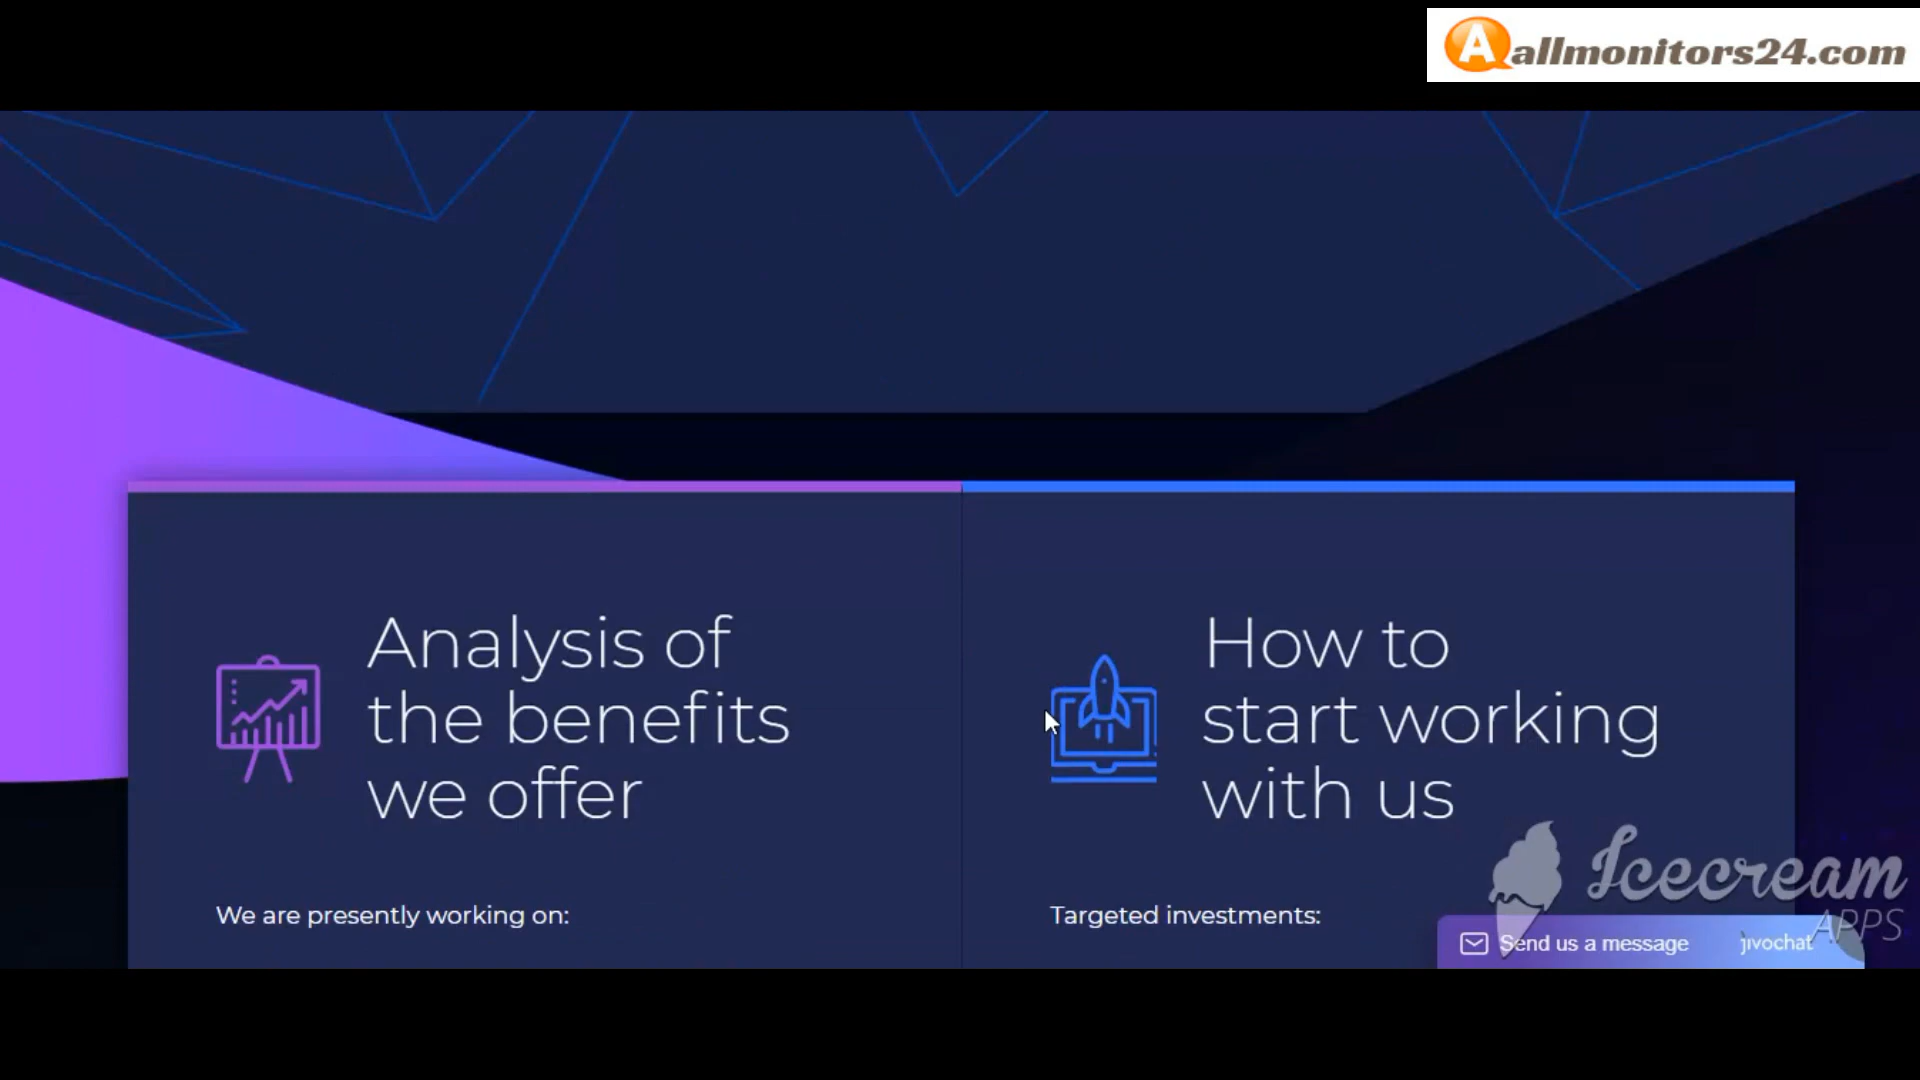 allmonitors24.com
Analysis of
the benefits
we offer
How to
start working
with us
We are presently working on:
Targeted investments:
Icecream
APPS
Send us a message
jivochat